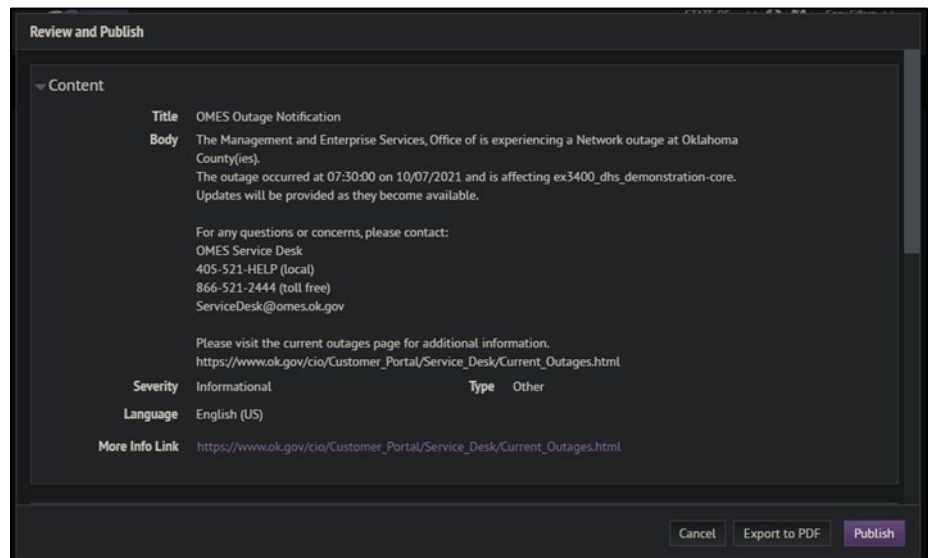 Review and Publish
Content
Title OMES Outage Notification
Body The Management and Enterprise Services, Office of is experiencing a Network outage at Oklahoma
County(ies).
The outage occurred at 07:30:00 on 10/07/2021 and is affecting ex3400_dhs_demonstration-core.
Updates will be provided as they become available.
For any questions or concerns, please contact:
OMES Service Desk
405-521-HELP (local)
866-521-2444 (toll free)
ServiceDesk@omes.ok.gov
Please visit the current outages page for additional information.
https://www.ok.gov/cio/Customer_Portal/Service_Desk/Current_Outages.html
Severity Informational Type Other
Language English (US)
More Info Link https://www.ok.gov/cio/Customer_Portal/Service_Desk/Current_Outages.html
Cancel Export to PDF Publish